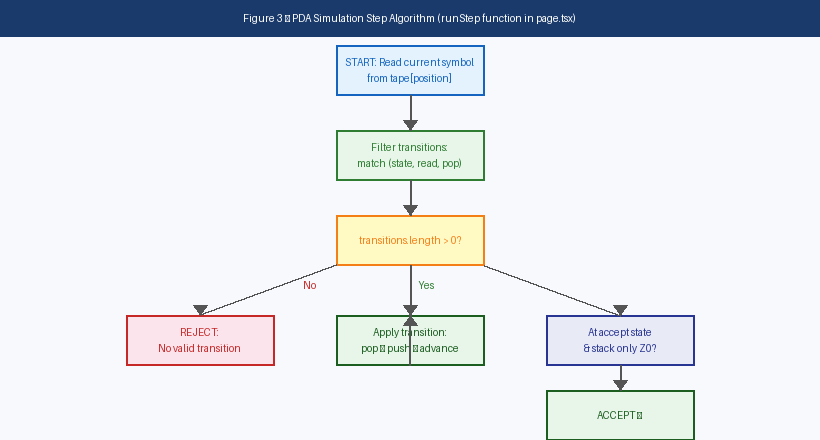 Figure 3 □ PDA Simulation Step Algorithm (runStep function in page.tsx)
START: Read current symbol
from tape[position]
Filter transitions:
match (state, read, pop)
transitions.length > 0?
No
Yes
REJECT:
No valid transition
Apply transition:
pop □ push □ advance
At accept state
& stack only Z0?
ACCEPT □